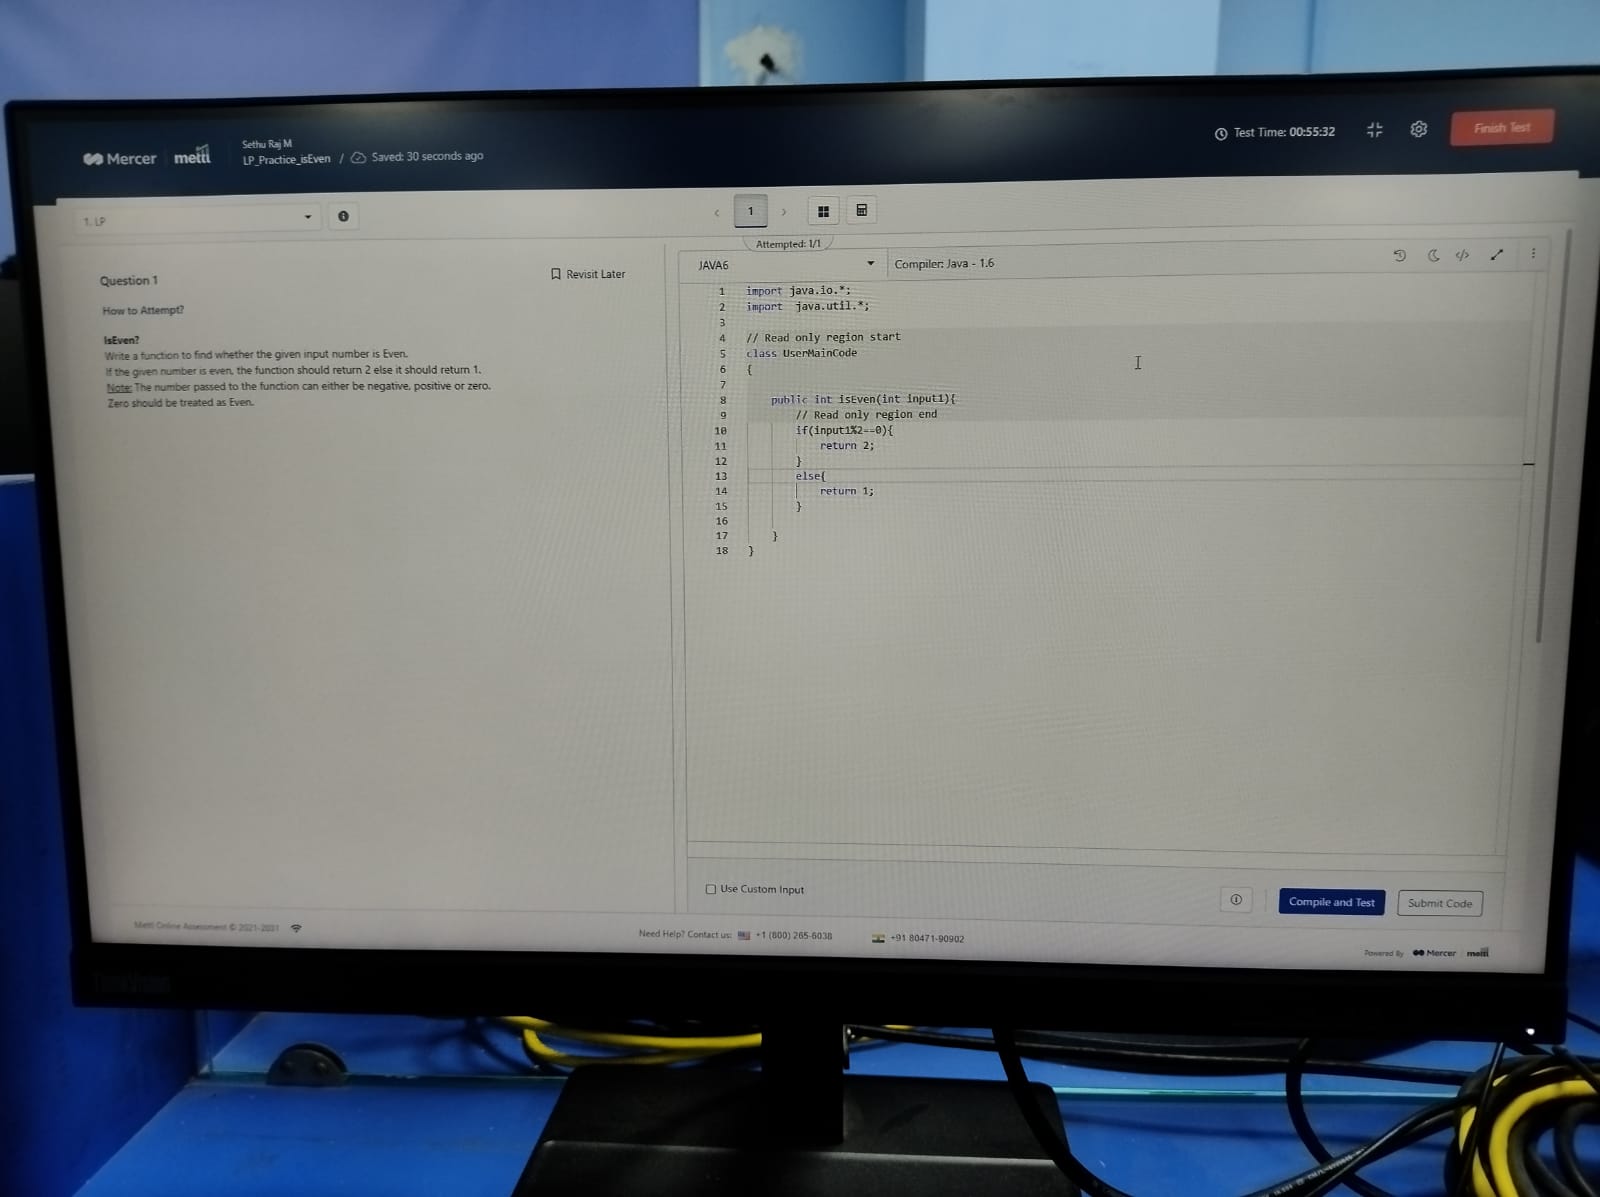 Mercer mettl
Sethu Raj M
LP_Practice_isEven / Saved: 30 seconds ago
Test Time: 00:55:32
Finish Test
1. LP
1
Attempted: 1/1
Question 1
Revisit Later
How to Attempt?
IsEven?
Write a function to find whether the given input number is Even.
If the given number is even, the function should return 2 else it should return 1.
Note: The number passed to the function can either be negative, positive or zero.
Zero should be treated as Even.
JAVA6
Compiler: Java - 1.6
1 import java.io.*;
2 import  java.util.*;
3
4 // Read only region start
5 class UserMainCode
6 {
7
8     public int isEven(int input1){
9         // Read only region end
10         if(input1%2==0){
11             return 2;
12         }
13         else{
14             return 1;
15         }
16
17     }
18 }
Use Custom Input
Compile and Test
Submit Code
Mettl Online Assessment © 2021-2031
Need Help? Contact us: +1 (800) 265-6038
+91 80471-90902
Powered By Mercer mettl
ThinkVision